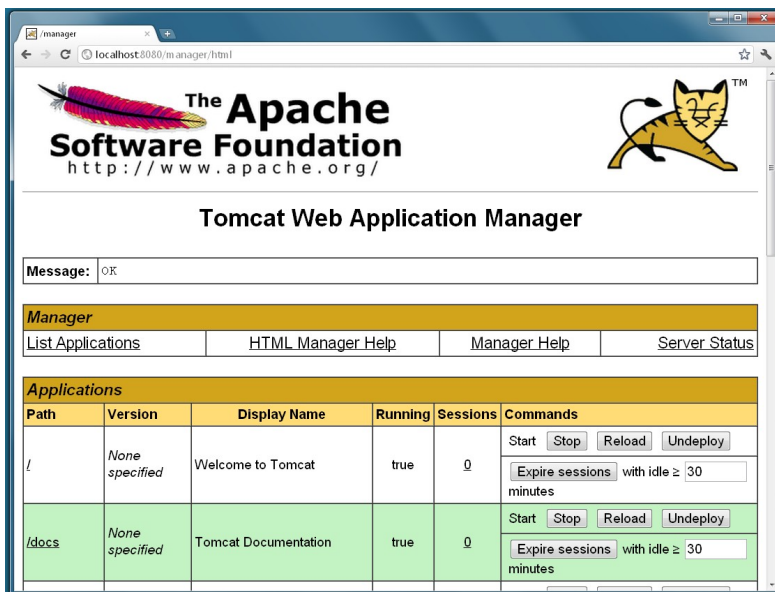 /manager
localhost:8080/manager/html
The Apache
Software Foundation
http://www.apache.org/
TM
Tomcat Web Application Manager
Message: OK
Manager
List Applications HTML Manager Help Manager Help Server Status
Applications
Path Version Display Name Running Sessions Commands
/ None specified Welcome to Tomcat true 0 Start Stop Reload Undeploy
Expire sessions with idle ≥ 30 minutes
/docs None specified Tomcat Documentation true 0 Start Stop Reload Undeploy
Expire sessions with idle ≥ 30 minutes